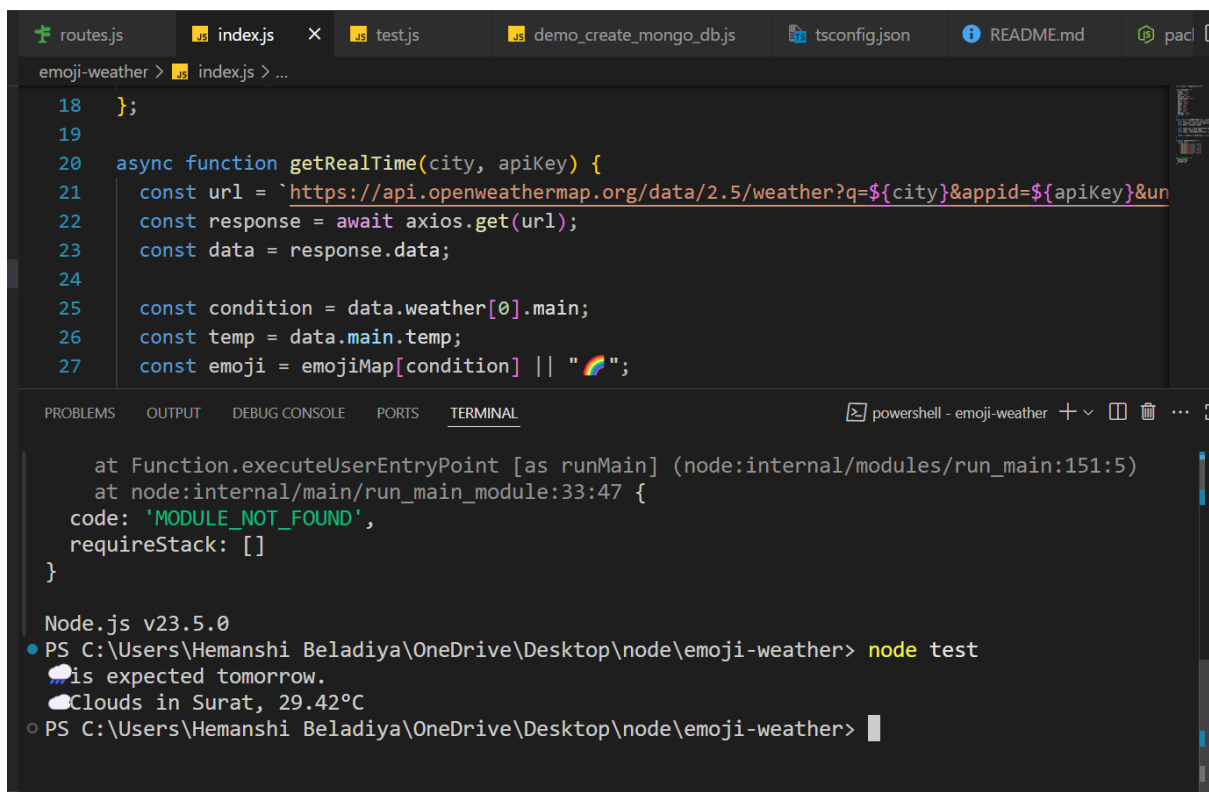 routes.js
JS index.js
JS test.js
JS demo_create_mongo_db.js
TS tsconfig.json
README.md
JS pac
emoji-weather > JS index.js > ...
18 };
19
20 async function getRealTime(city, apiKey) {
21 const url = `https://api.openweathermap.org/data/2.5/weather?q=${city}&appid=${apiKey}&un
22 const response = await axios.get(url);
23 const data = response.data;
24
25 const condition = data.weather[0].main;
26 const temp = data.main.temp;
27 const emoji = emojiMap[condition] || "🌈";
PROBLEMS OUTPUT DEBUG CONSOLE PORTS TERMINAL
powershell - emoji-weather
at Function.executeUserEntryPoint [as runMain] (node:internal/modules/run_main:151:5)
at node:internal/main/run_main_module:33:47 {
code: 'MODULE_NOT_FOUND',
requireStack: []
}
Node.js v23.5.0
PS C:\Users\Hemanshi Beladiya\OneDrive\Desktop\node\emoji-weather> node test
🌧️is expected tomorrow.
☁️Clouds in Surat, 29.42°C
PS C:\Users\Hemanshi Beladiya\OneDrive\Desktop\node\emoji-weather>